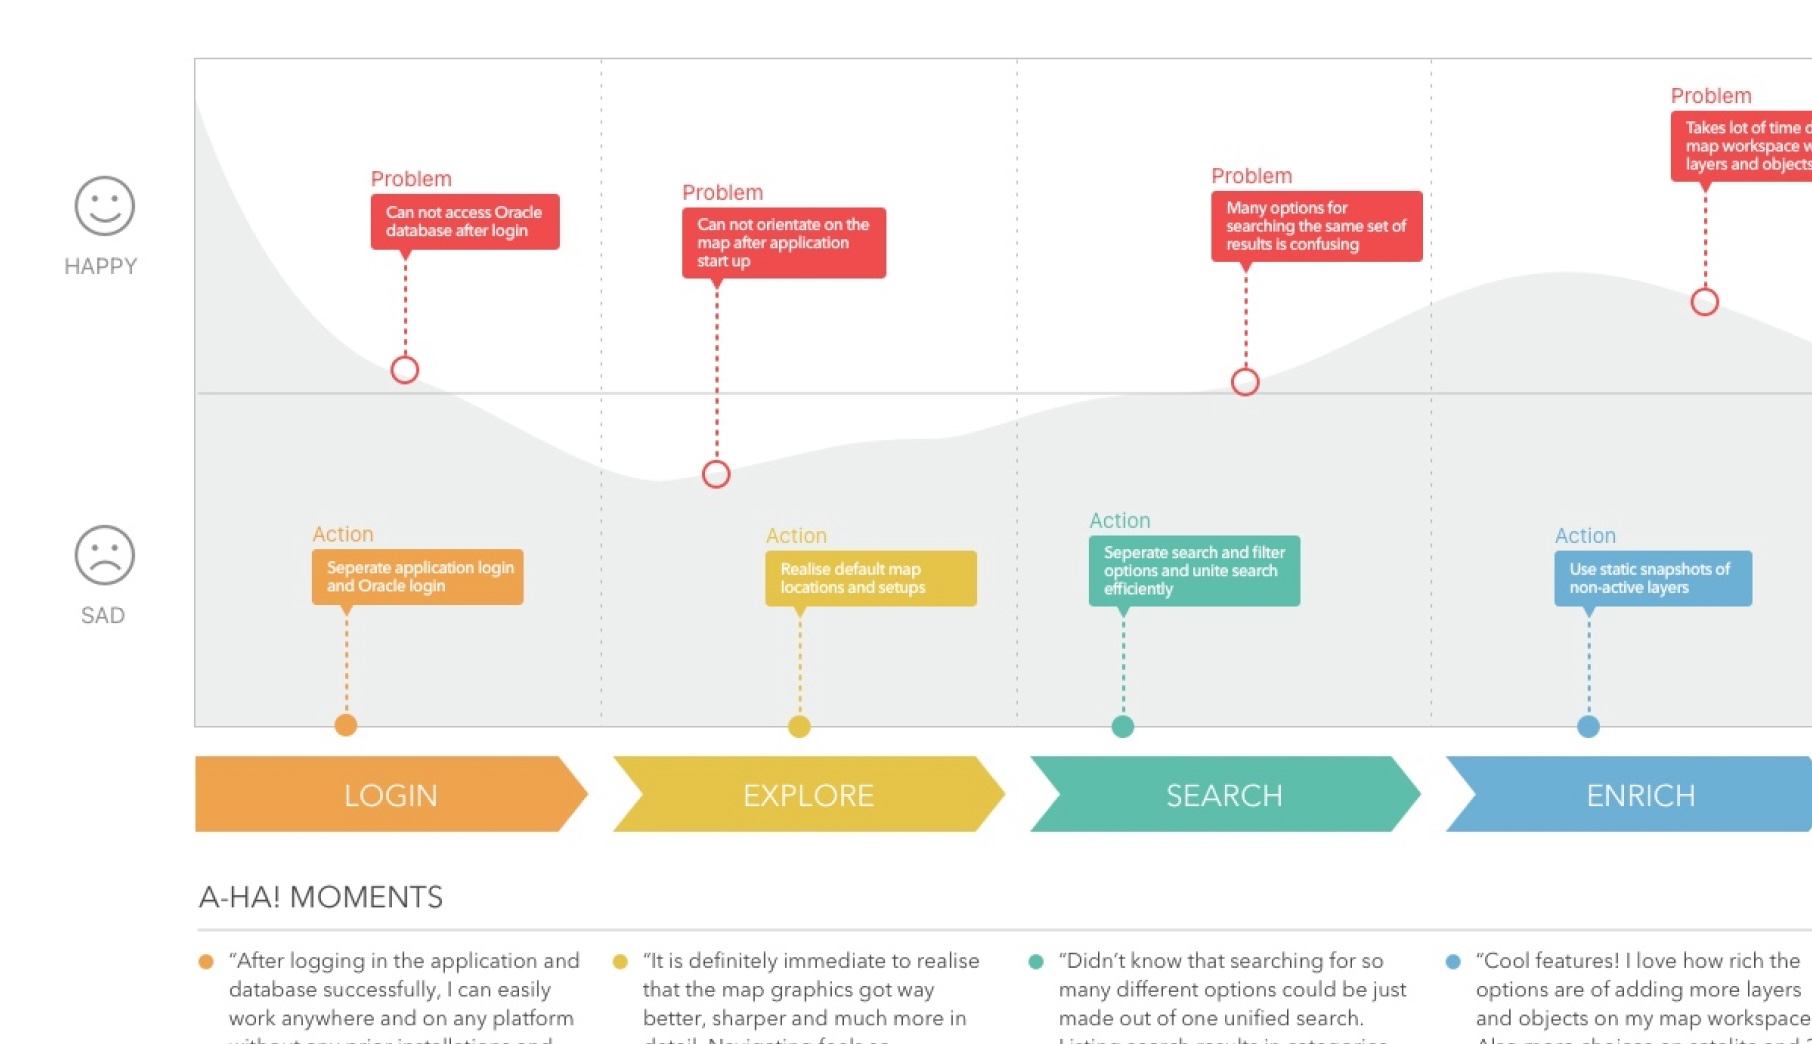 Problem
Takes lot of time
map workspace
layers and objects
Problem
Can not access Oracle
database after login
Problem
Can not orientate on the
map after application
start up
Problem
Many options for
searching the same set of
results is confusing
HAPPY
Action
Seperate application login
and Oracle login
Action
Realise default map
locations and setups
Action
Seperate search and filter
options and unite search
efficiently
Action
Use static snapshots of
non-active layers
SAD
LOGIN
EXPLORE
SEARCH
ENRICH
A-HA! MOMENTS
“After logging in the application and
database successfully, I can easily
work anywhere and on any platform
“It is definitely immediate to realise
that the map graphics got way
better, sharper and much more in
“Didn’t know that searching for so
many different options could be just
made out of one unified search.
“Cool features! I love how rich the
options are of adding more layers
and objects on my map workspace